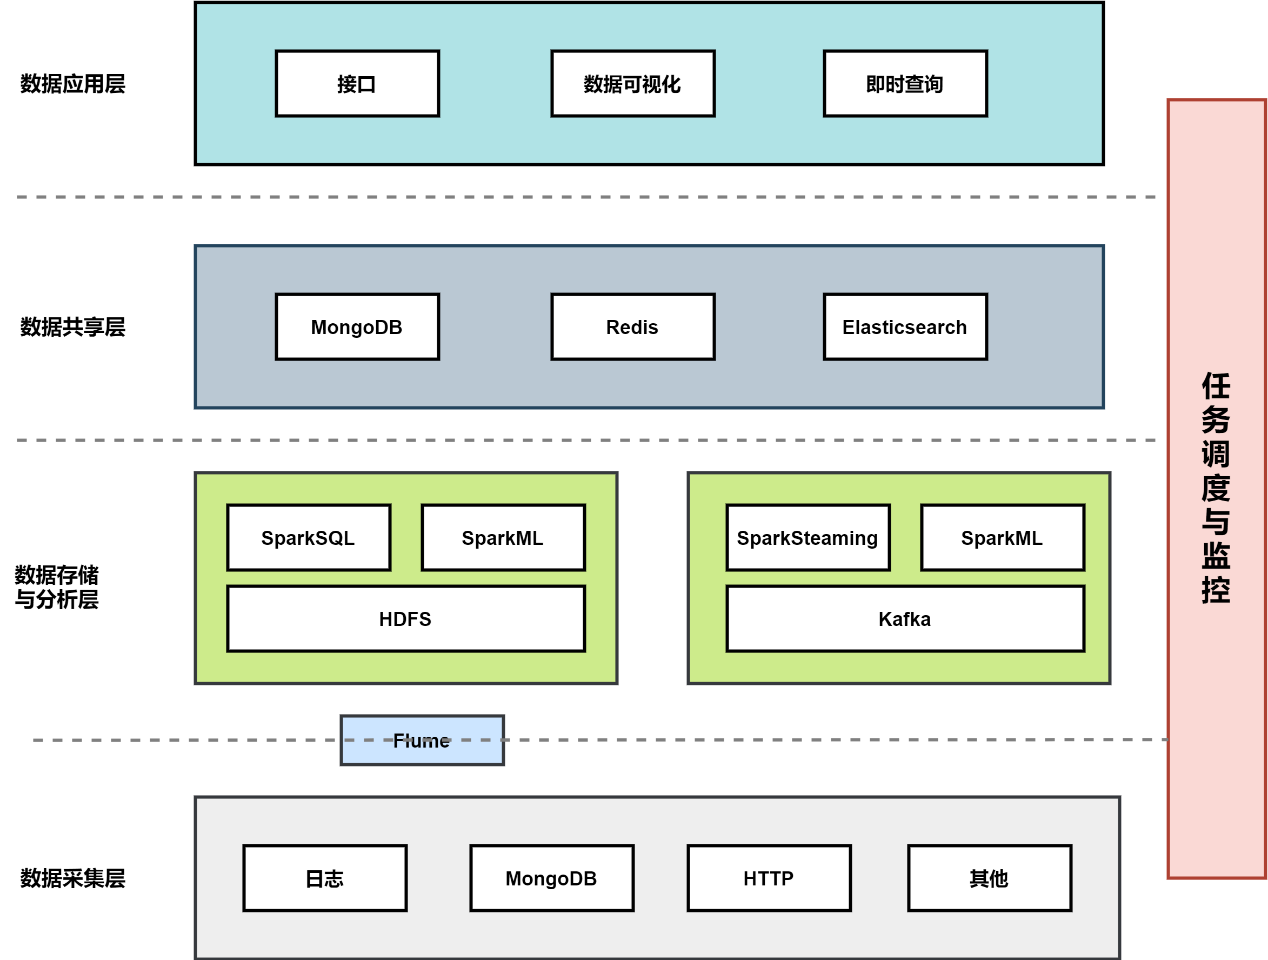 数据应用层
接口
数据可视化
即时查询
数据共享层
MongoDB
Redis
Elasticsearch
数据存储
与分析层
SparkSQL
SparkML
HDFS
SparkSteaming
SparkML
Kafka
Flume
数据采集层
日志
MongoDB
HTTP
其他
任
务
调
度
与
监
控